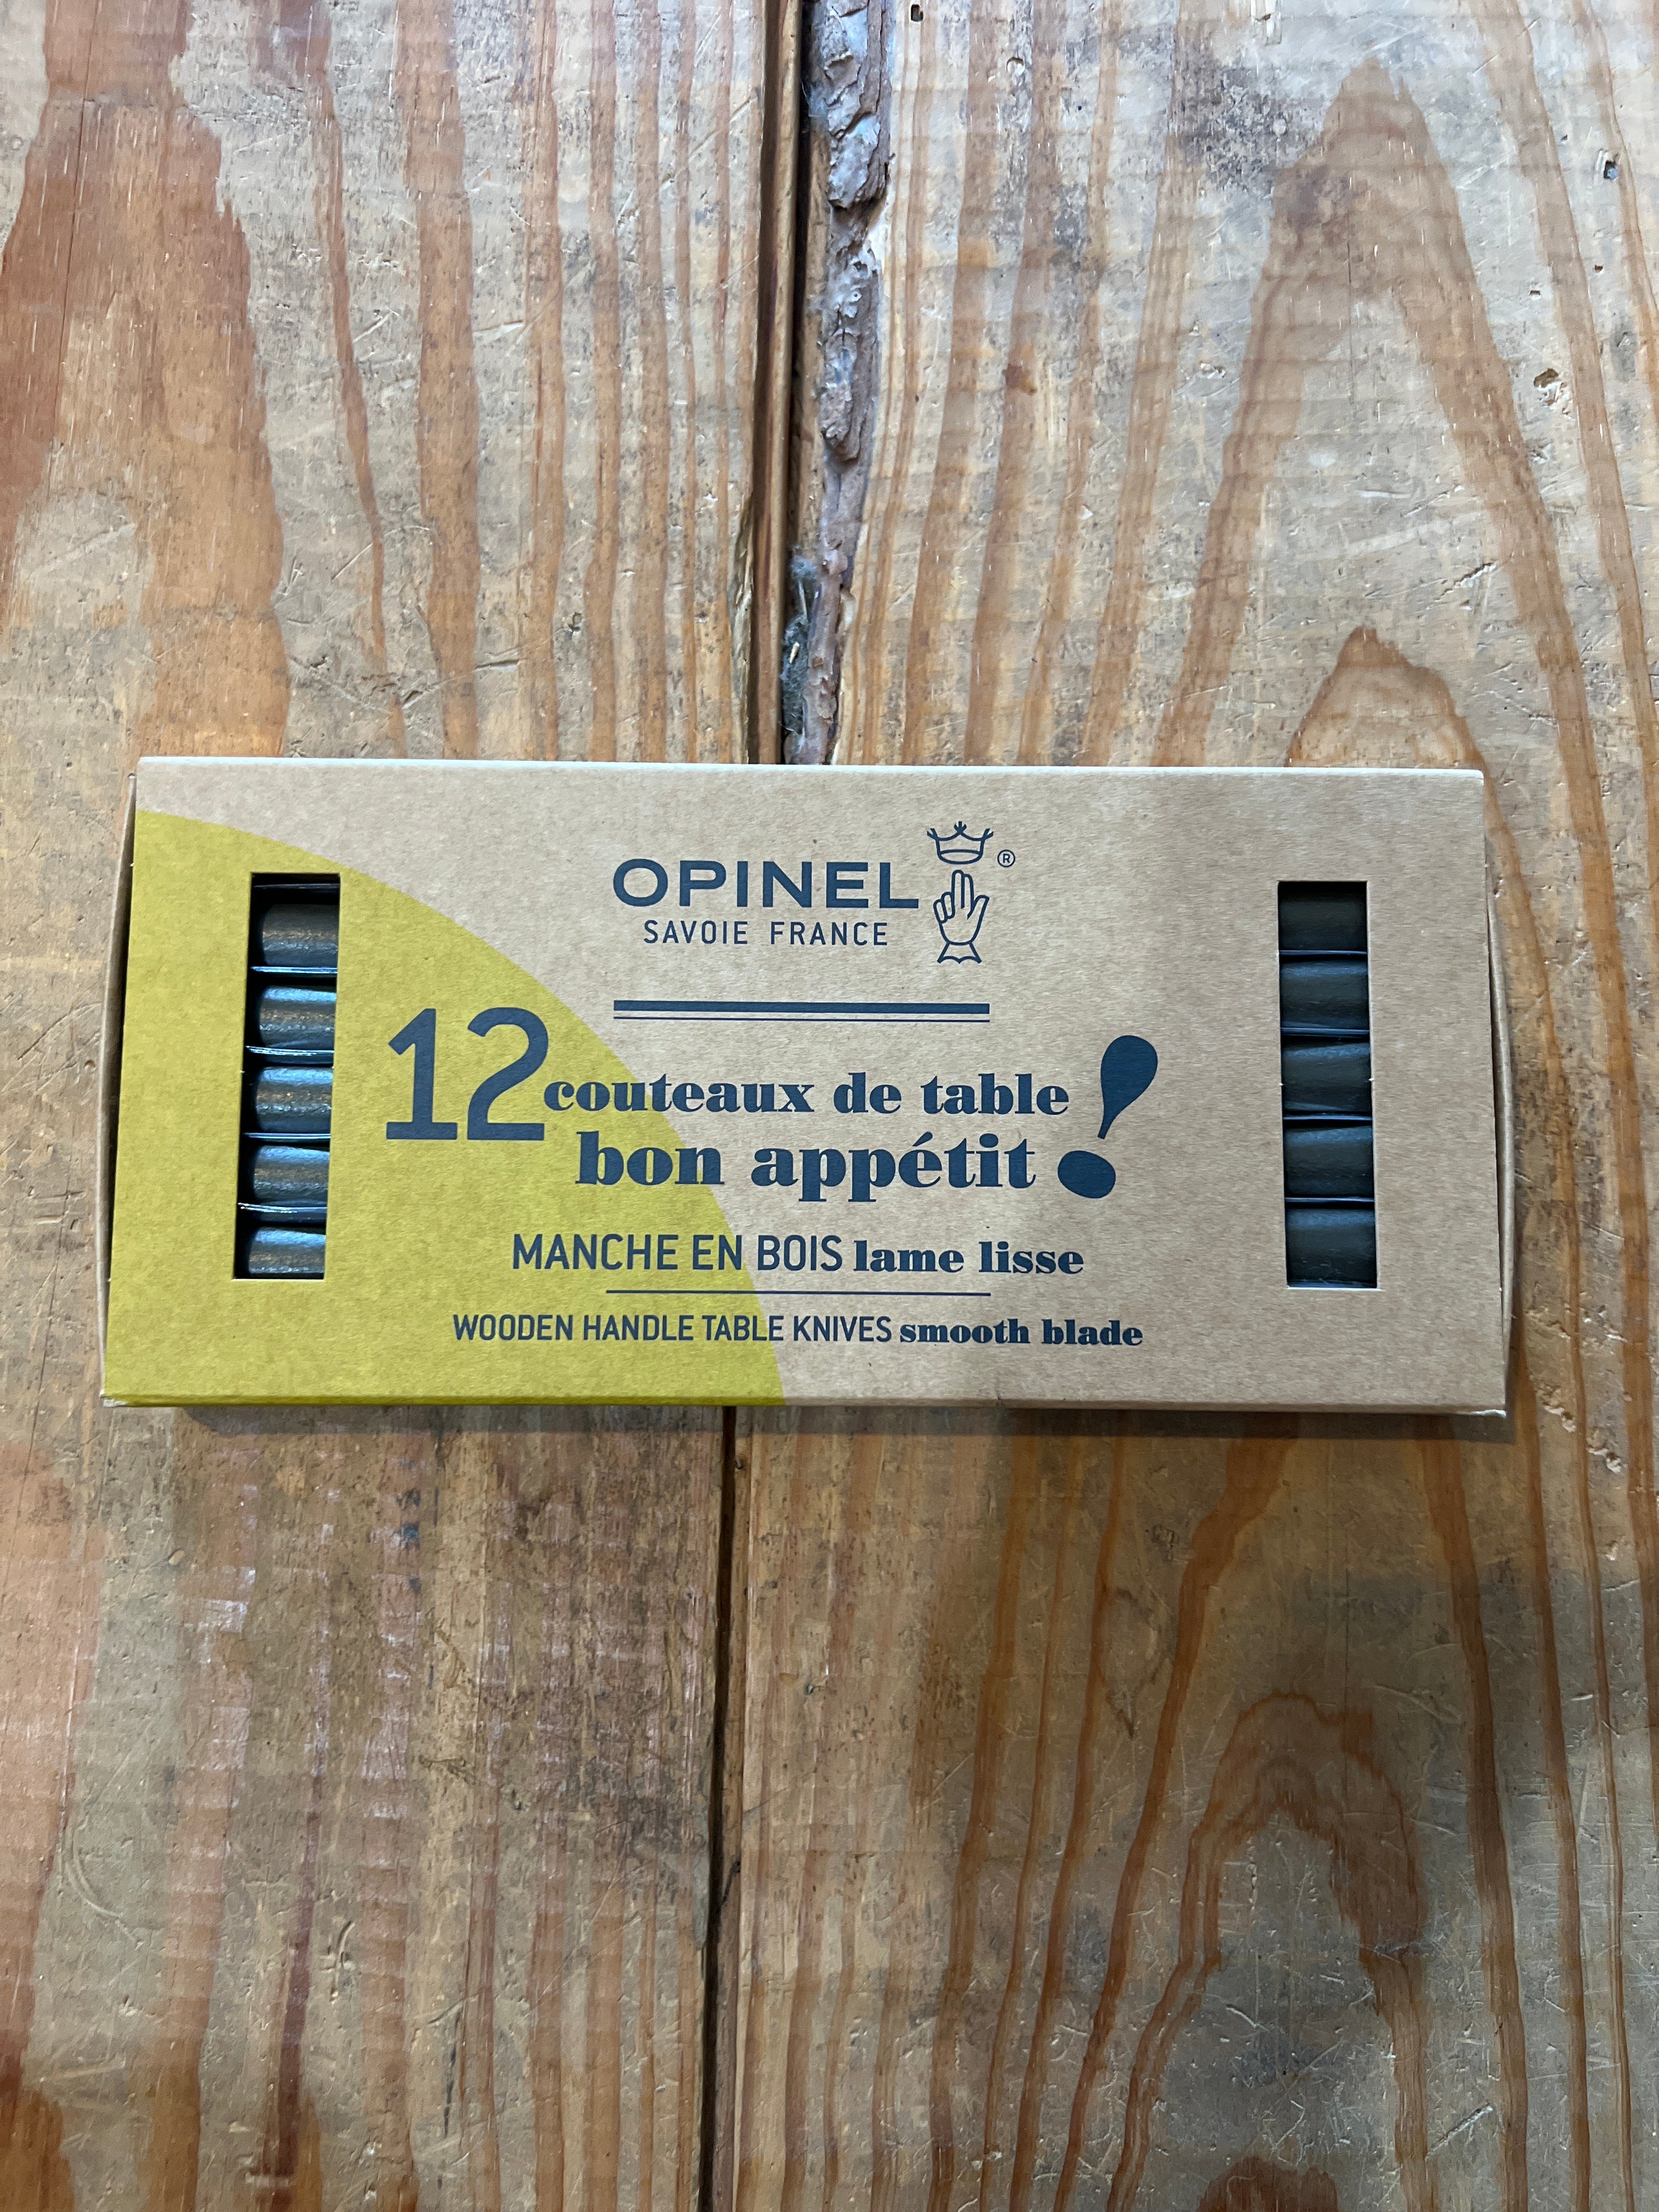 OPINEL ®
SAVOIE FRANCE
12 couteaux de table
bon appétit !
MANCHE EN BOIS lame lisse
WOODEN HANDLE TABLE KNIVES smooth blade